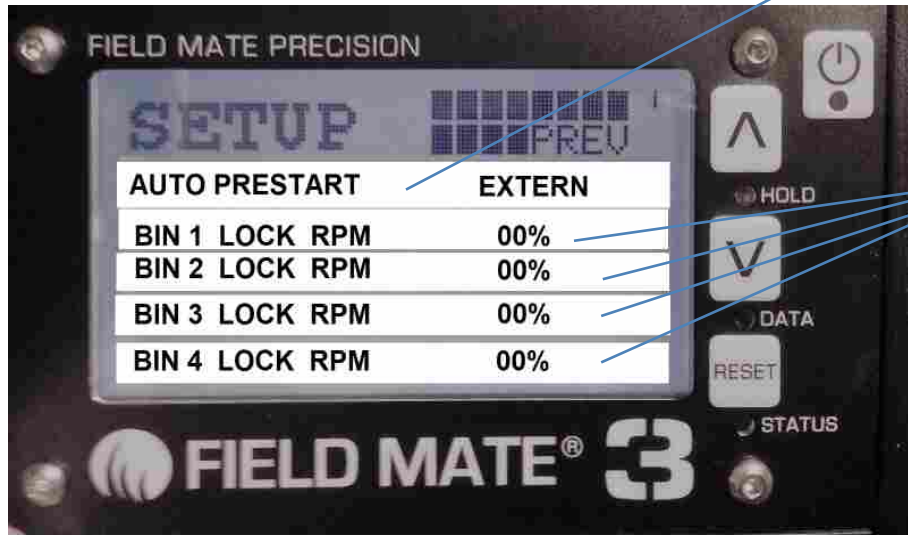 FIELD MATE PRECISION
SETUP
PREV
AUTO PRESTART EXTERN
BIN 1 LOCK RPM 00%
BIN 2 LOCK RPM 00%
BIN 3 LOCK RPM 00%
BIN 4 LOCK RPM 00%
HOLD
DATA
RESET
STATUS
FIELD MATE® 3